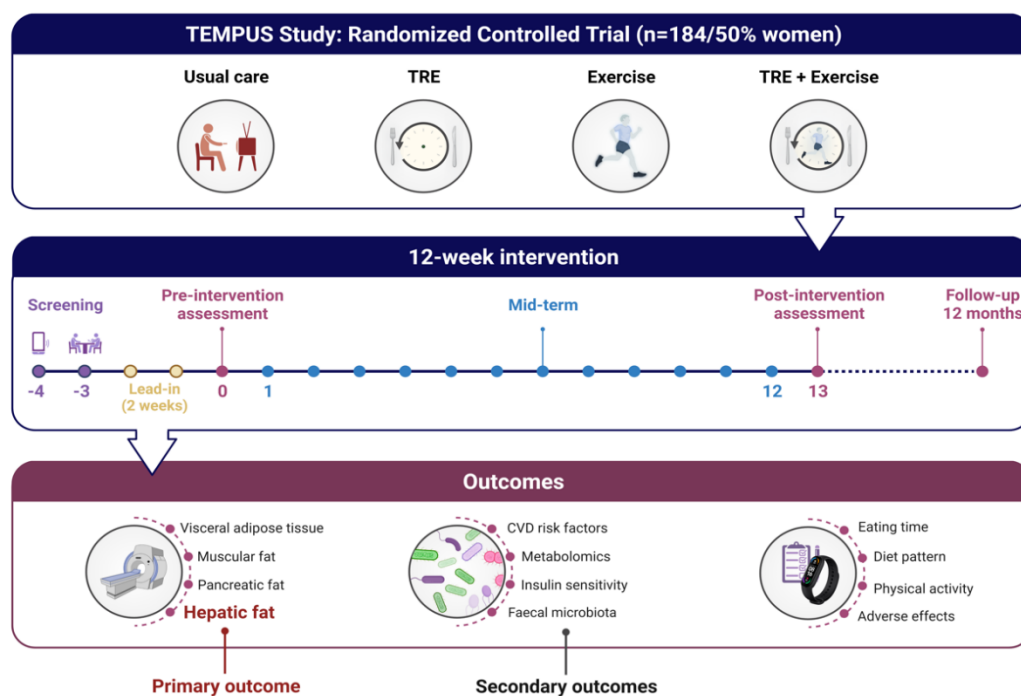 TEMPUS Study: Randomized Controlled Trial (n=184/50% women)
Usual care
TRE
Exercise
TRE + Exercise
12-week intervention
Screening
Pre-intervention
assessment
Mid-term
Post-intervention
assessment
Follow-up
12 months
-4
-3
Lead-in
(2 weeks)
0
1
12
13
Outcomes
Visceral adipose tissue
Muscular fat
Pancreatic fat
Hepatic fat
CVD risk factors
Metabolomics
Insulin sensitivity
Faecal microbiota
Eating time
Diet pattern
Physical activity
Adverse effects
Primary outcome
Secondary outcomes